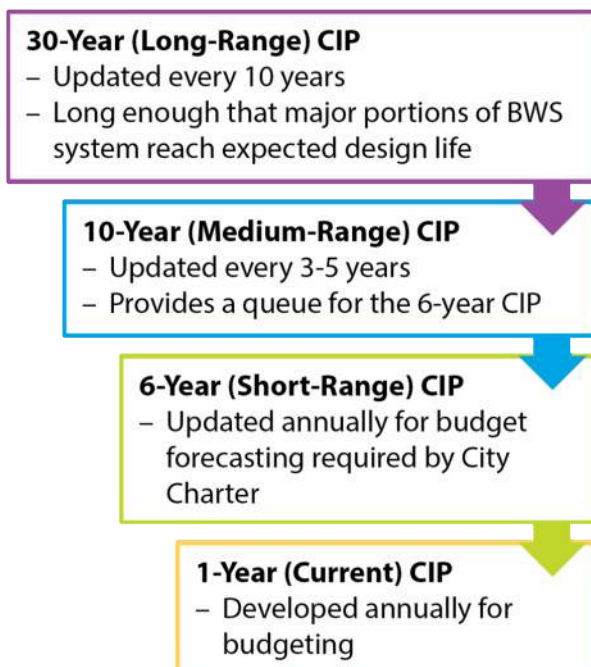 30-Year (Long-Range) CIP
– Updated every 10 years
– Long enough that major portions of BWS
system reach expected design life
10-Year (Medium-Range) CIP
– Updated every 3-5 years
– Provides a queue for the 6-year CIP
6-Year (Short-Range) CIP
– Updated annually for budget
forecasting required by City
Charter
1-Year (Current) CIP
– Developed annually for
budgeting